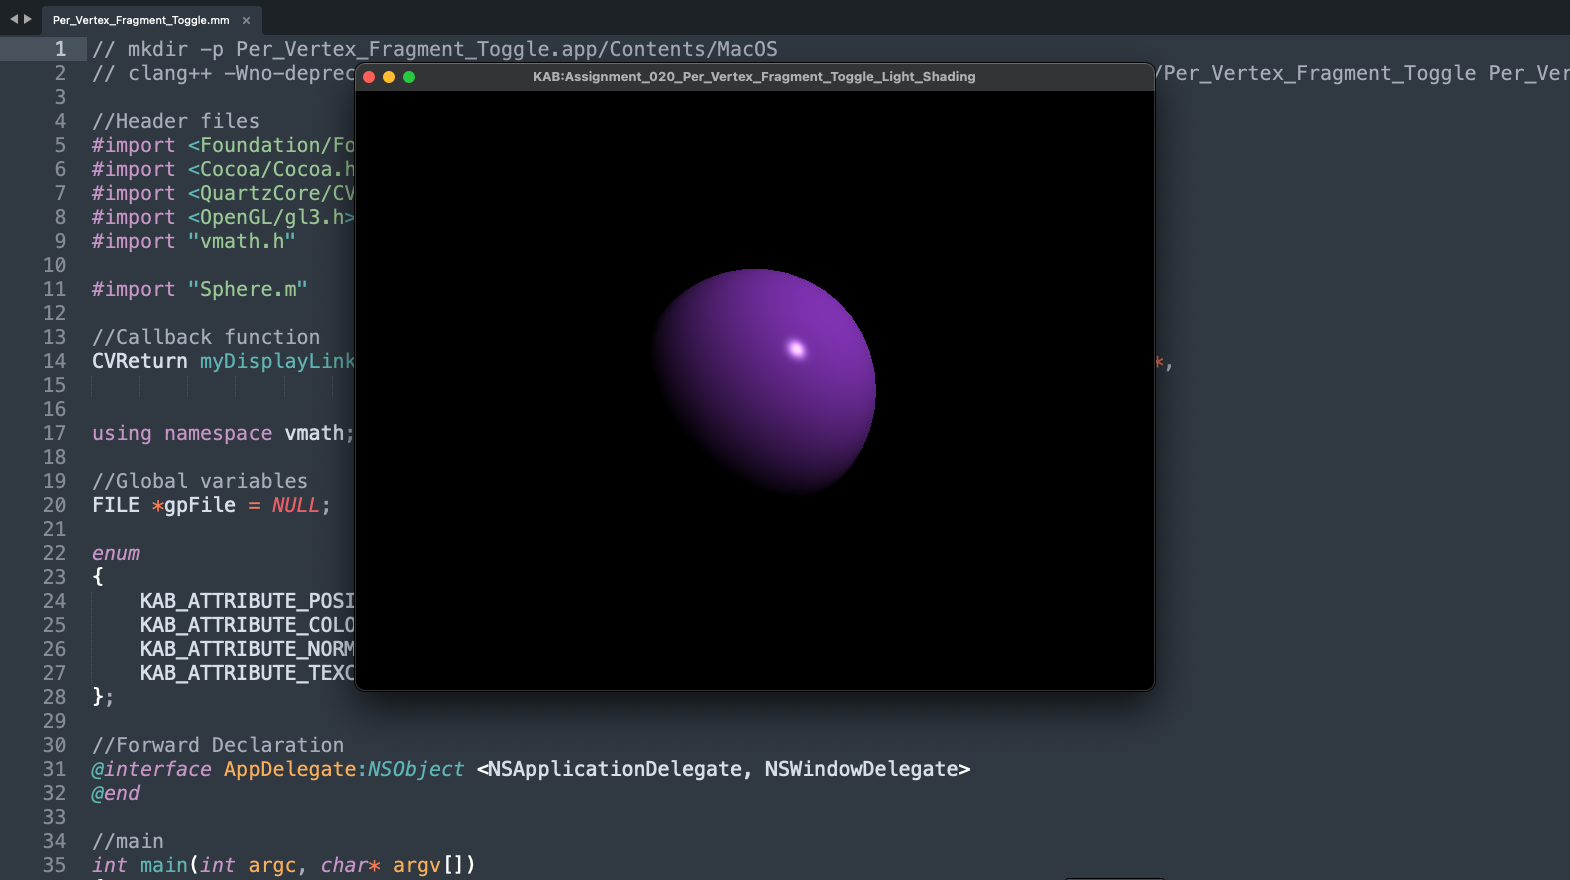 Per_Vertex_Fragment_Toggle.mm ×
1 // mkdir -p Per_Vertex_Fragment_Toggle.app/Contents/MacOS
2 // clang++ -Wno-deprec /Per_Vertex_Fragment_Toggle Per_Ver
KAB:Assignment_020_Per_Vertex_Fragment_Toggle_Light_Shading
3
4 //Header files
5 #import <Foundation/Fo
6 #import <Cocoa/Cocoa.h
7 #import <QuartzCore/CV
8 #import <OpenGL/gl3.h>
9 #import "vmath.h"
10
11 #import "Sphere.m"
12
13 //Callback function
14 CVReturn myDisplayLink *,
15
16
17 using namespace vmath;
18
19 //Global variables
20 FILE *gpFile = NULL;
21
22 enum
23 {
24 KAB_ATTRIBUTE_POSI
25 KAB_ATTRIBUTE_COLO
26 KAB_ATTRIBUTE_NORM
27 KAB_ATTRIBUTE_TEXC
28 };
29
30 //Forward Declaration
31 @interface AppDelegate:NSObject <NSApplicationDelegate, NSWindowDelegate>
32 @end
33
34 //main
35 int main(int argc, char* argv[])